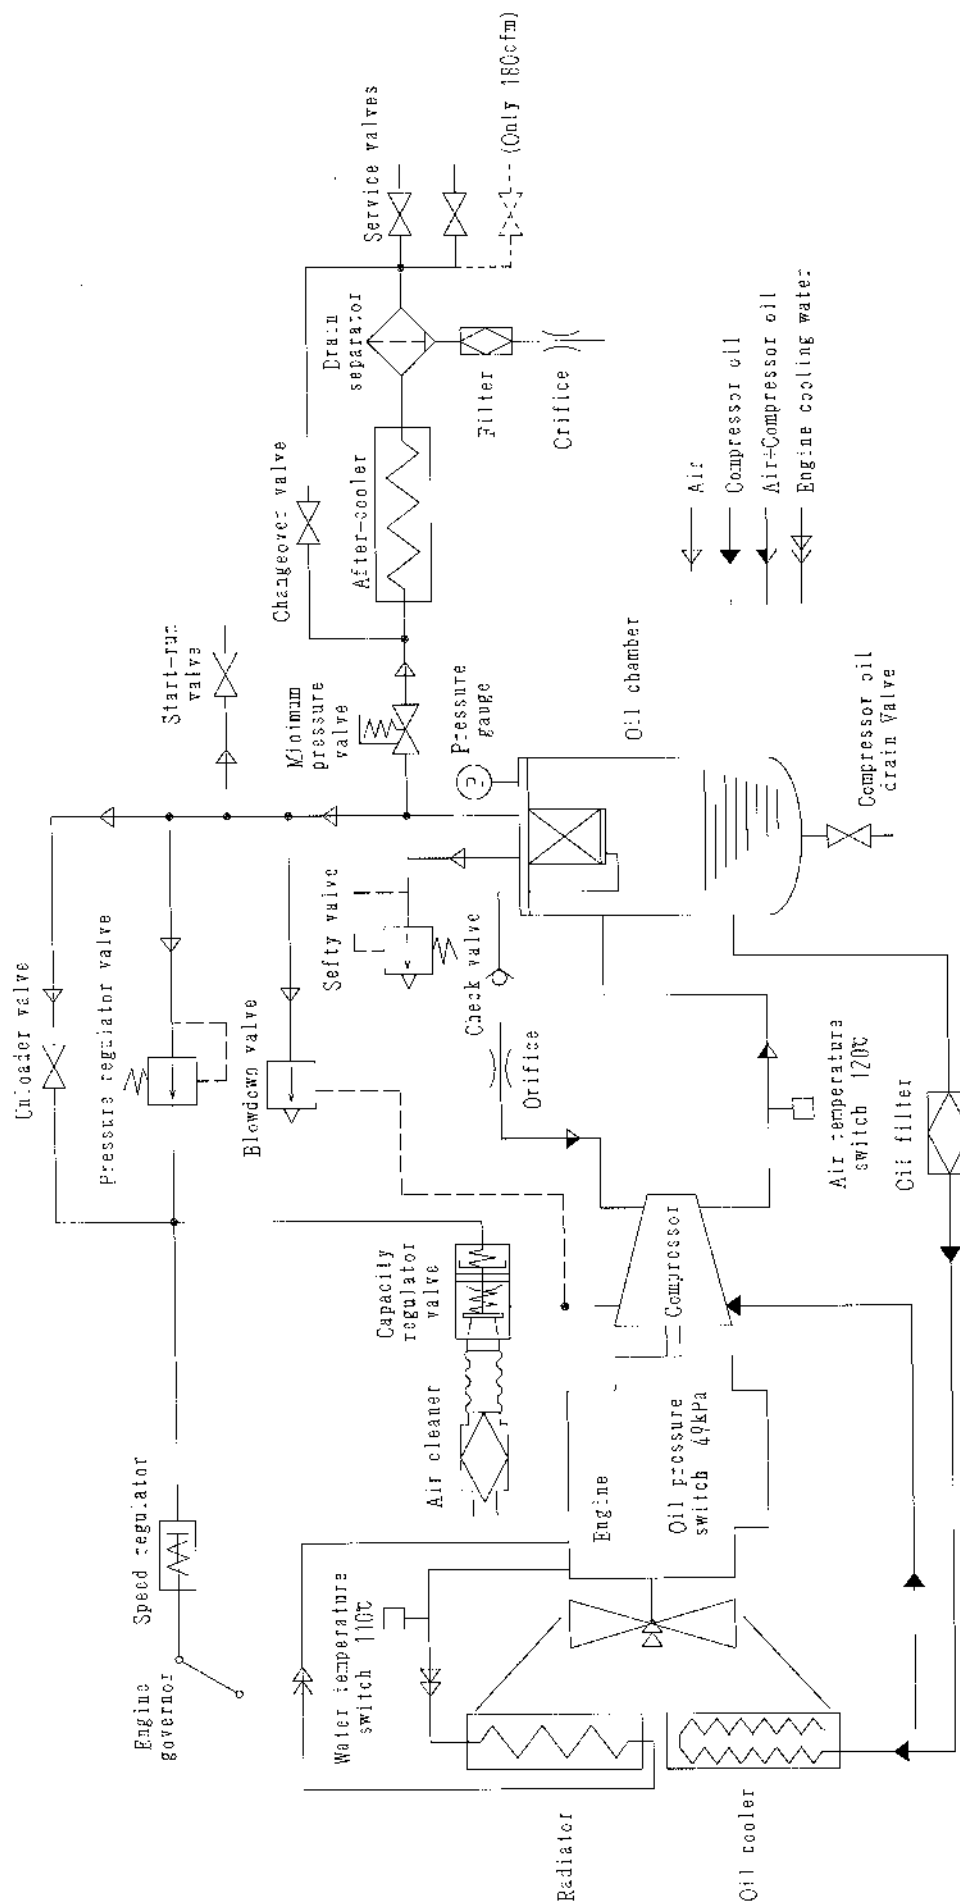 Service valves
(Only 180cfm)
Drain
separator
Filter
Orifice
Changeover valve
After-cooler
Start-run
valve
Minimum
pressure
valve
Pressure
gauge
P
Oil chamber
Air
Compressor oil
Air+Compressor oil
Engine cooling water
Compressor oil
drain Valve
Unloader valve
Pressure regulator valve
Blowdown valve
Sefty valve
Check valve
Orifice
Air temperature
switch 120℃
Oil filter
Capacity
regulator
valve
Compressor
Air cleaner
Engine
Oil pressure
switch 49kPa
Speed regulator
Engine
governor
Water temperature
switch 110℃
Radiator
Oil cooler